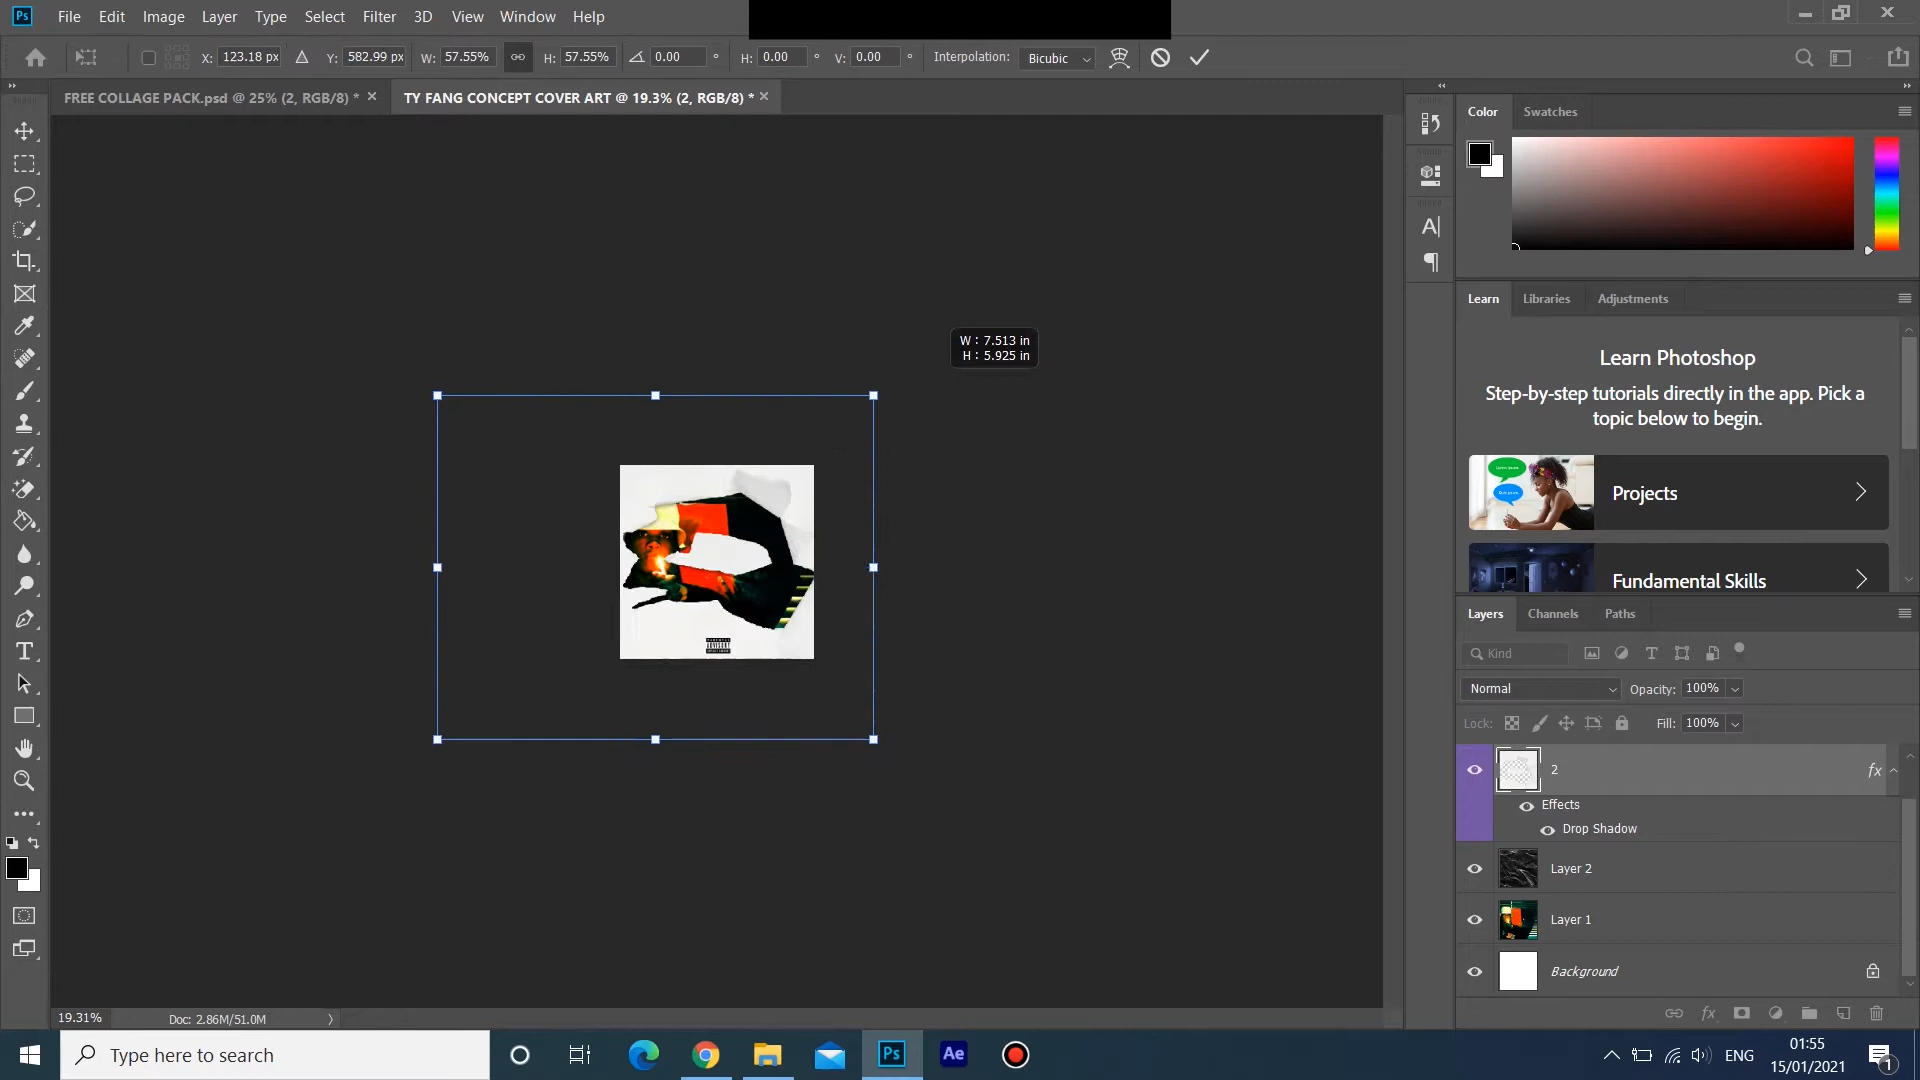 Ps File Edit Image Layer Type Select Filter 3D View Window Help
X: 123.18 px Y: 582.99 px W: 57.55% H: 57.55% 0.00 ° H: 0.00 ° V: 0.00 ° Interpolation: Bicubic
FREE COLLAGE PACK.psd @ 25% (2, RGB/8) * TY FANG CONCEPT COVER ART @ 19.3% (2, RGB/8) *
Color Swatches
Learn Libraries Adjustments
W : 7.513 in
H : 5.925 in
Learn Photoshop
Step-by-step tutorials directly in the app. Pick a
topic below to begin.
Projects
Fundamental Skills
Layers Channels Paths
Kind
Normal Opacity: 100%
Lock: Fill: 100%
2 fx
Effects
Drop Shadow
Layer 2
Layer 1
Background
fx
19.31% Doc: 2.86M/51.0M
Type here to search
Ps Ae
ENG
01:55
15/01/2021
1